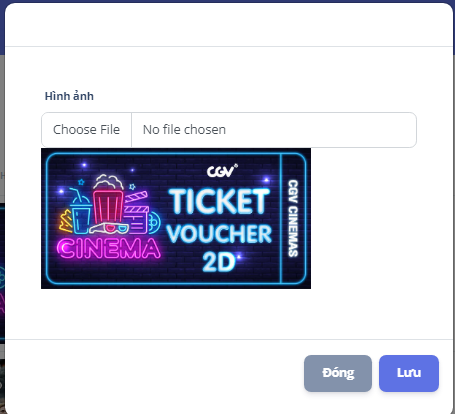 Hình ảnh
Choose File No file chosen
CGV
TICKET
VOUCHER
2D
CINEMA
CGV CINEMAS
Đóng Lưu